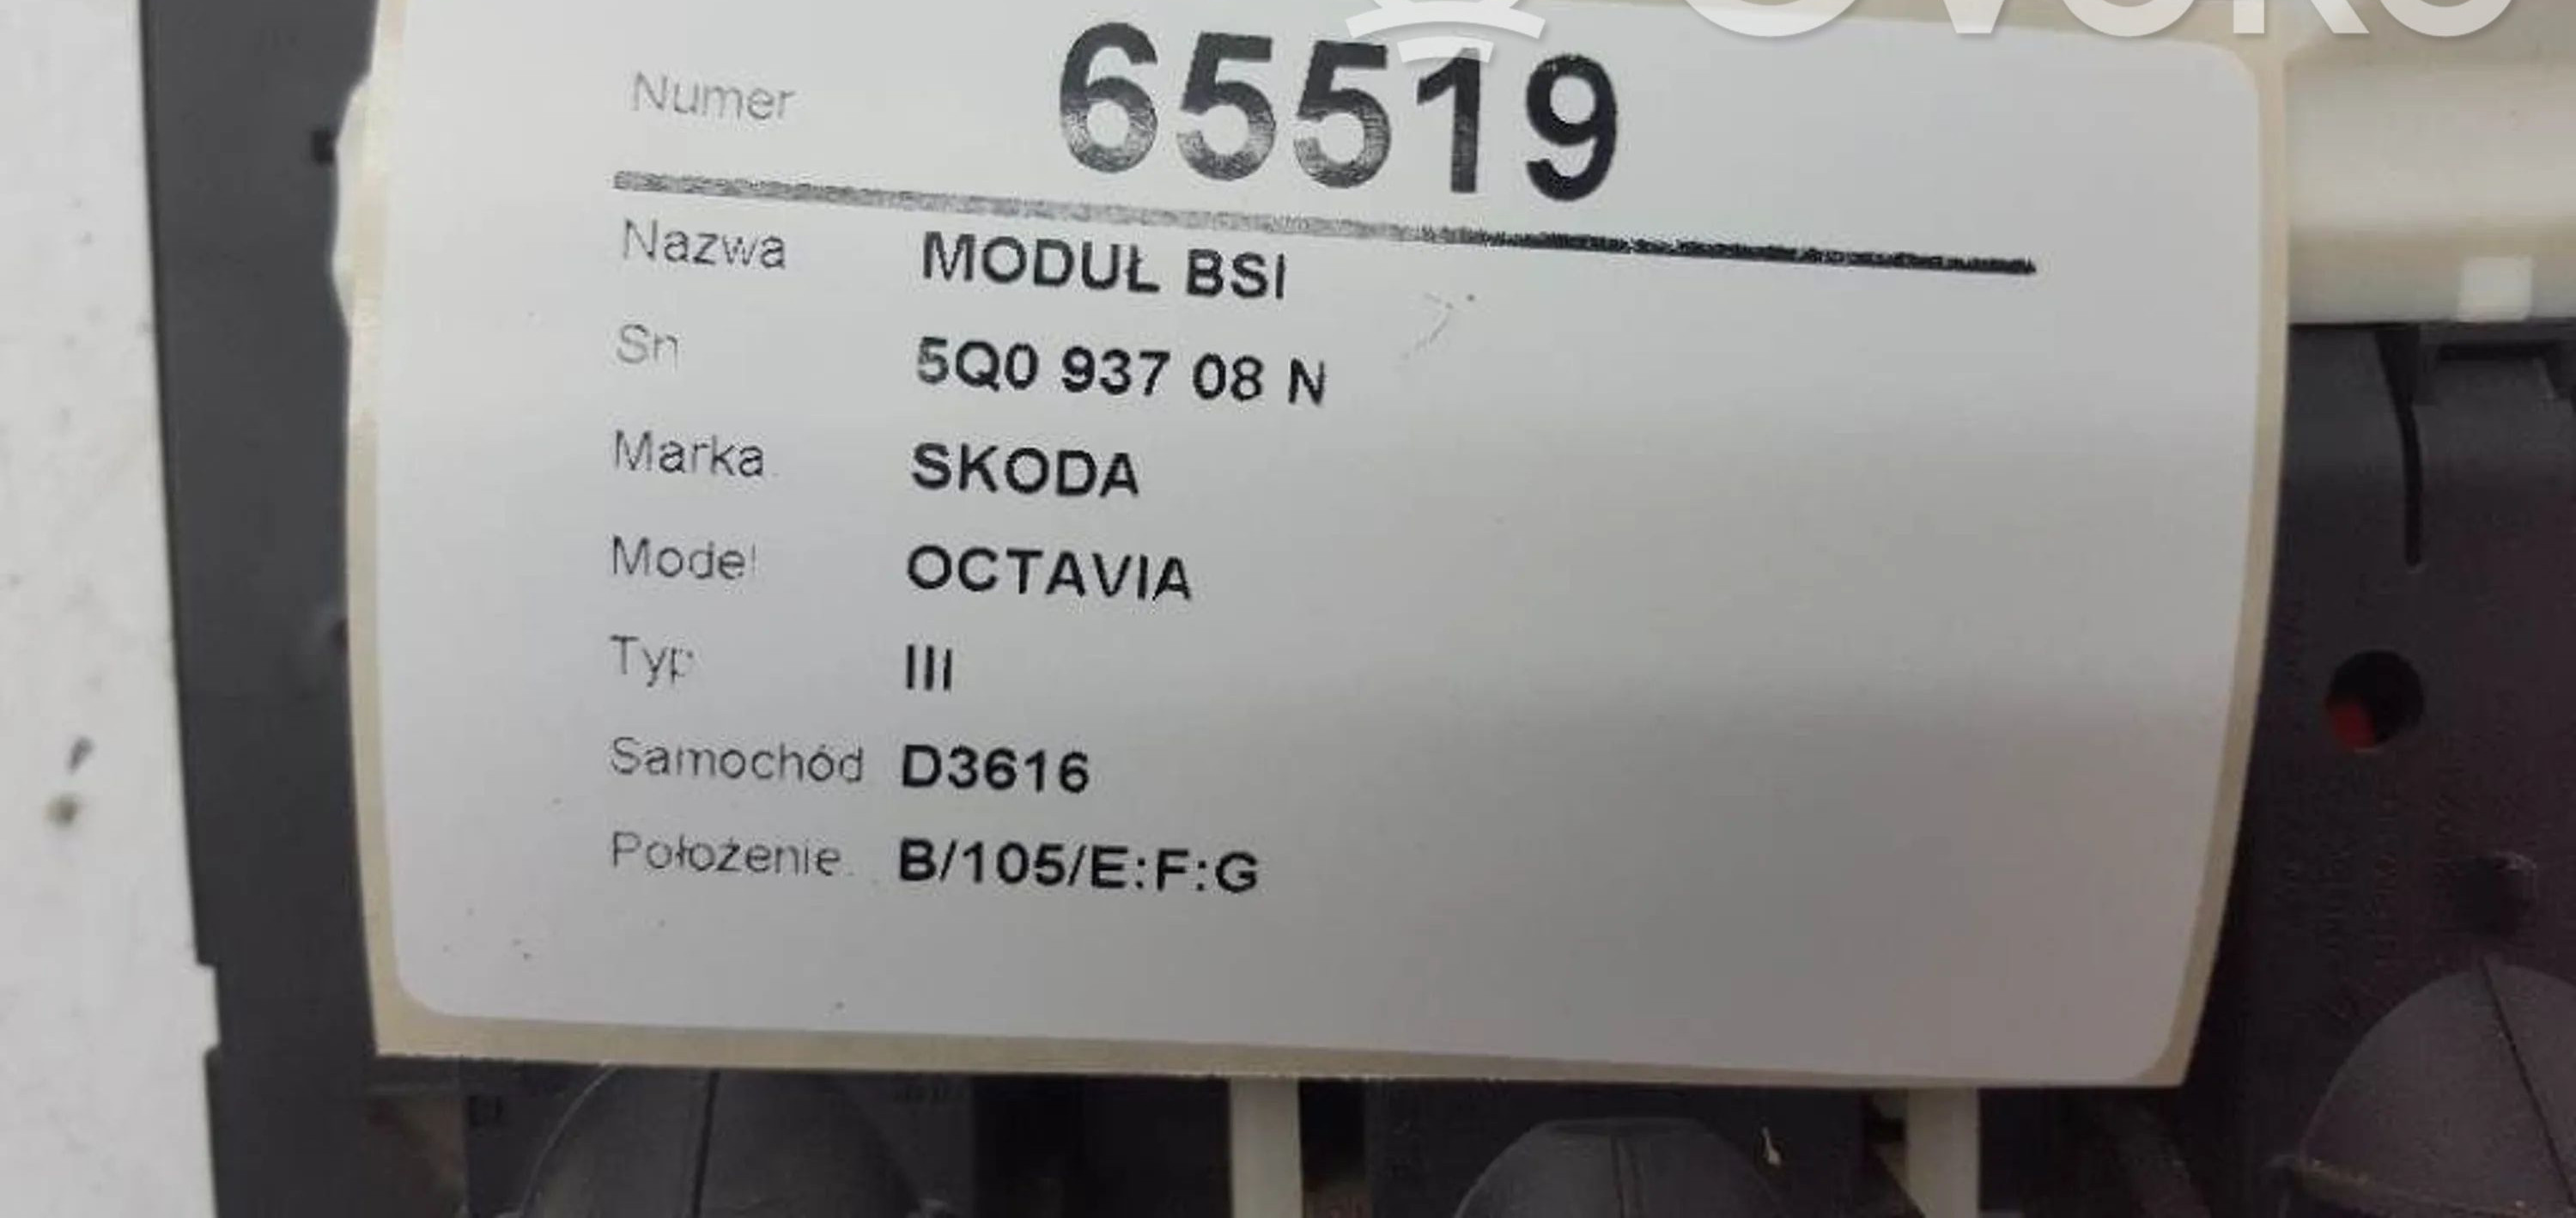 Numer 65519
Nazwa MODUŁ BSI
Sn 5Q0 937 08 N
Marka SKODA
Model OCTAVIA
Typ III
Samochód D3616
Położenie B/105/E:F:G